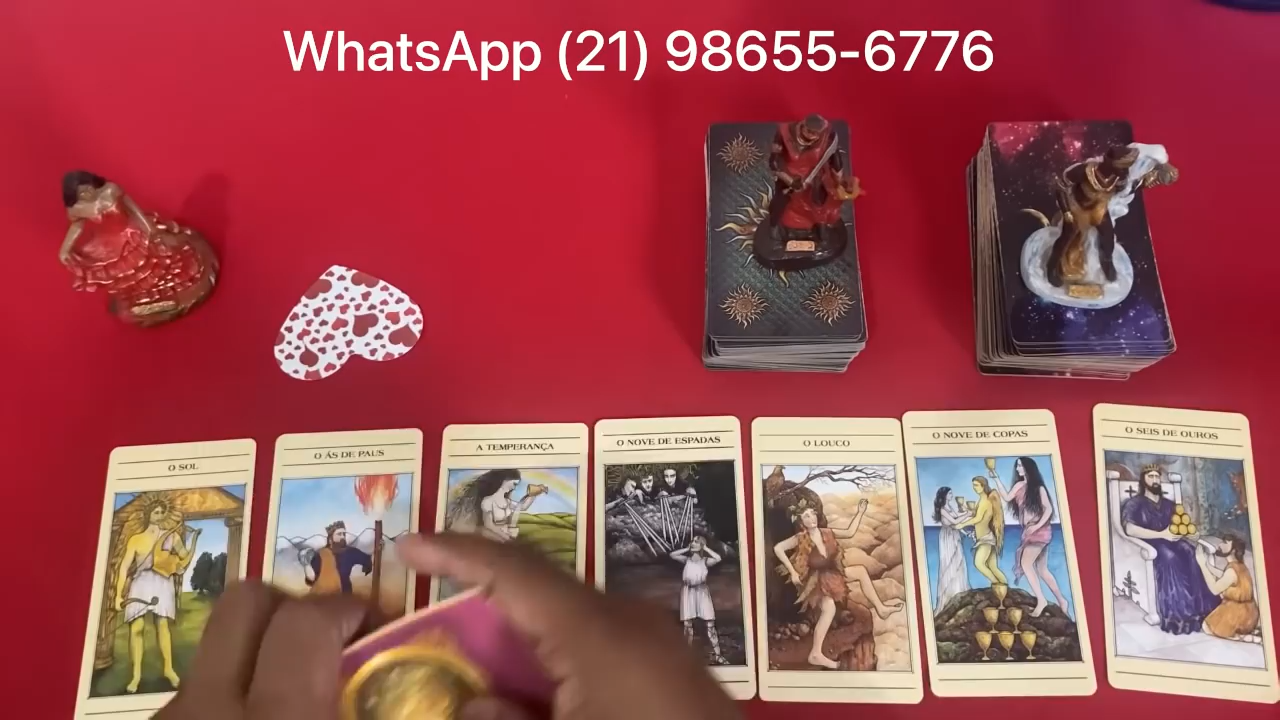 WhatsApp (21) 98655-6776
O SOL
O ÁS DE PAUS
A TEMPERANÇA
O NOVE DE ESPADAS
O LOUCO
O NOVE DE COPAS
O SEIS DE OUROS